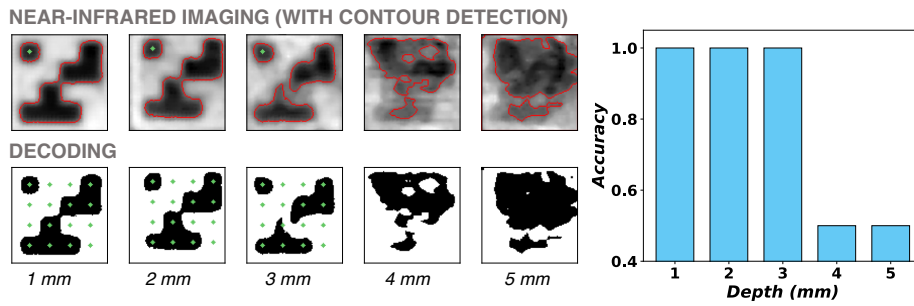 NEAR-INFRARED IMAGING (WITH CONTOUR DETECTION)
DECODING
1 mm 2 mm 3 mm 4 mm 5 mm
Accuracy
1.0
0.8
0.6
0.4
1 2 3 4 5
Depth (mm)